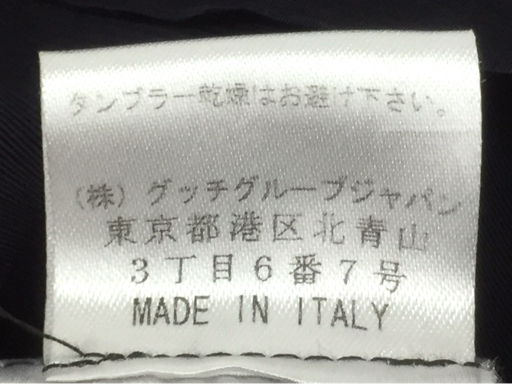 タンブラー乾燥はお避け下さい。
（株）グッチグループジャパン
東京都港区北青山
3丁目6番7号
MADE IN ITALY